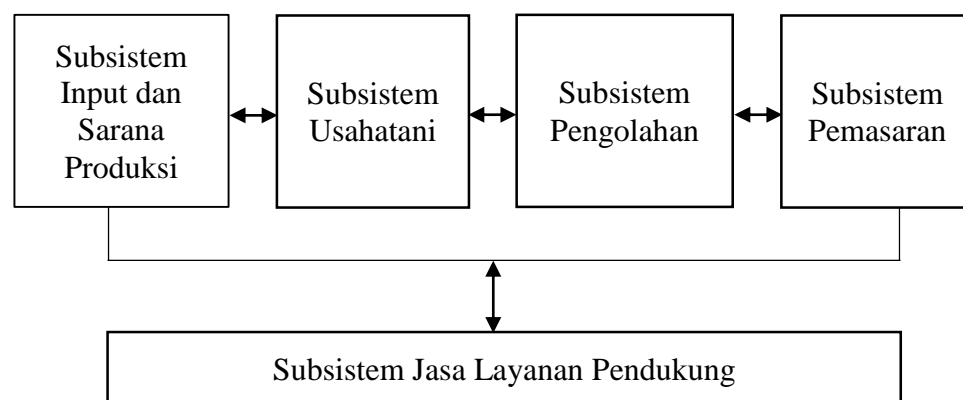 Subsistem
Input dan
Sarana
Produksi
Subsistem
Usahatani
Subsistem
Pengolahan
Subsistem
Pemasaran
Subsistem Jasa Layanan Pendukung